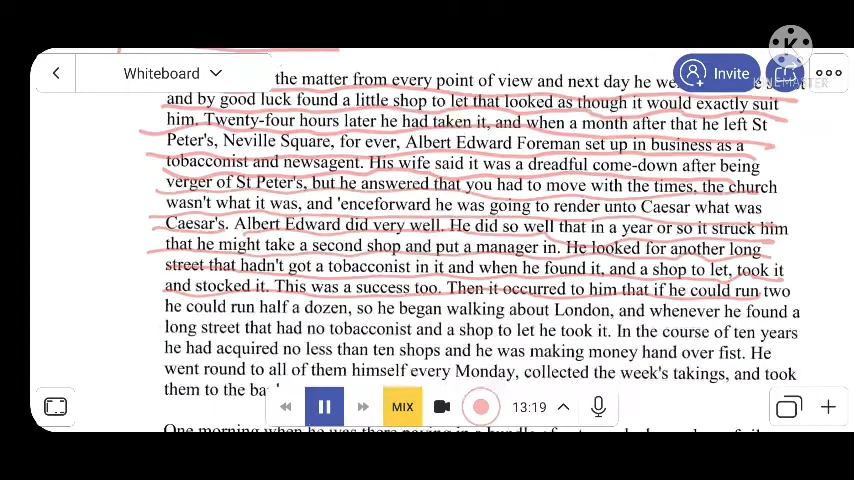 Whiteboard
Invite
KINEMASTER
the matter from every point of view and next day he
and by good luck found a little shop to let that looked as though it would exactly suit
him. Twenty-four hours later he had taken it, and when a month after that he left St
Peter's, Neville Square, for ever, Albert Edward Foreman set up in business as a
tobacconist and newsagent. His wife said it was a dreadful come-down after being
verger of St Peter's, but he answered that you had to move with the times, the church
wasn't what it was, and 'enceforward he was going to render unto Caesar what was
Caesar's. Albert Edward did very well. He did so well that in a year or so it struck him
that he might take a second shop and put a manager in. He looked for another long
street that hadn't got a tobacconist in it and when he found it, and a shop to let, took it
and stocked it. This was a success too. Then it occurred to him that if he could run two
he could run half a dozen, so he began walking about London, and whenever he found a
long street that had no tobacconist and a shop to let he took it. In the course of ten years
he had acquired no less than ten shops and he was making money hand over fist. He
went round to all of them himself every Monday, collected the week's takings, and took
them to the
MIX
13:19
One morning when he was there paying in a bundle of